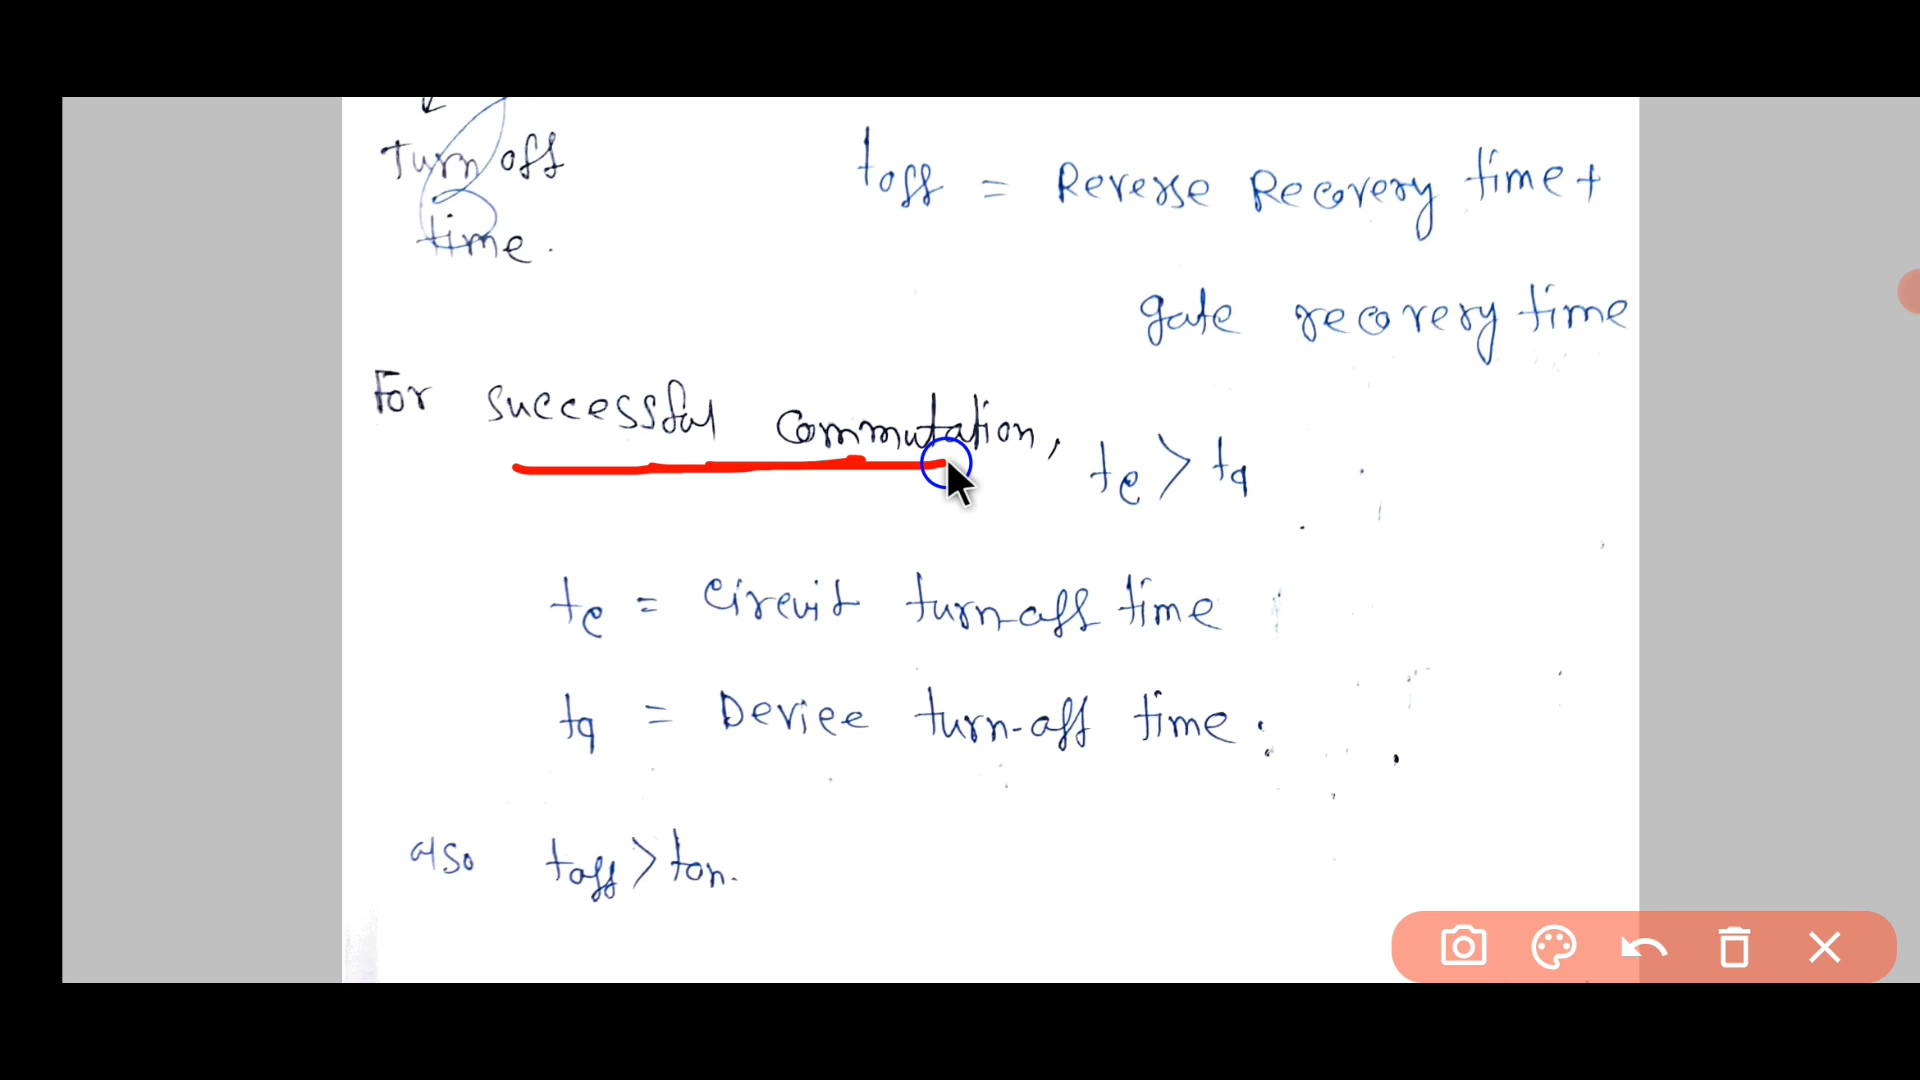 Turn off
time.
toff = Reverse Recovery time +
gate recovery time
For successful commutation, tc > tq
tc = circuit turn-off time
tq = Device turn-off time.
also toff > ton.